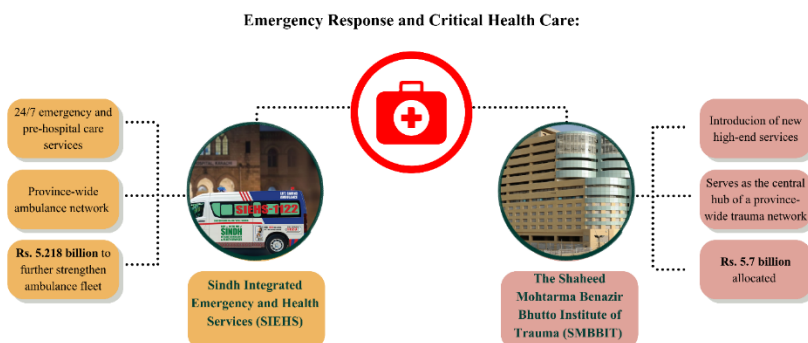 Emergency Response and Critical Health Care:
24/7 emergency and
pre-hospital care
services
Province-wide
ambulance network
Rs. 5.218 billion to
further strengthen
ambulance fleet
SIEHS-1122
SINDH
Sindh Integrated
Emergency and Health
Services (SIEHS)
The Shaheed
Mohtarma Benazir
Bhutto Institute of
Trauma (SMBBIT)
Introducion of new
high-end services
Serves as the central
hub of a province-
wide trauma network
Rs. 5.7 billion
allocated